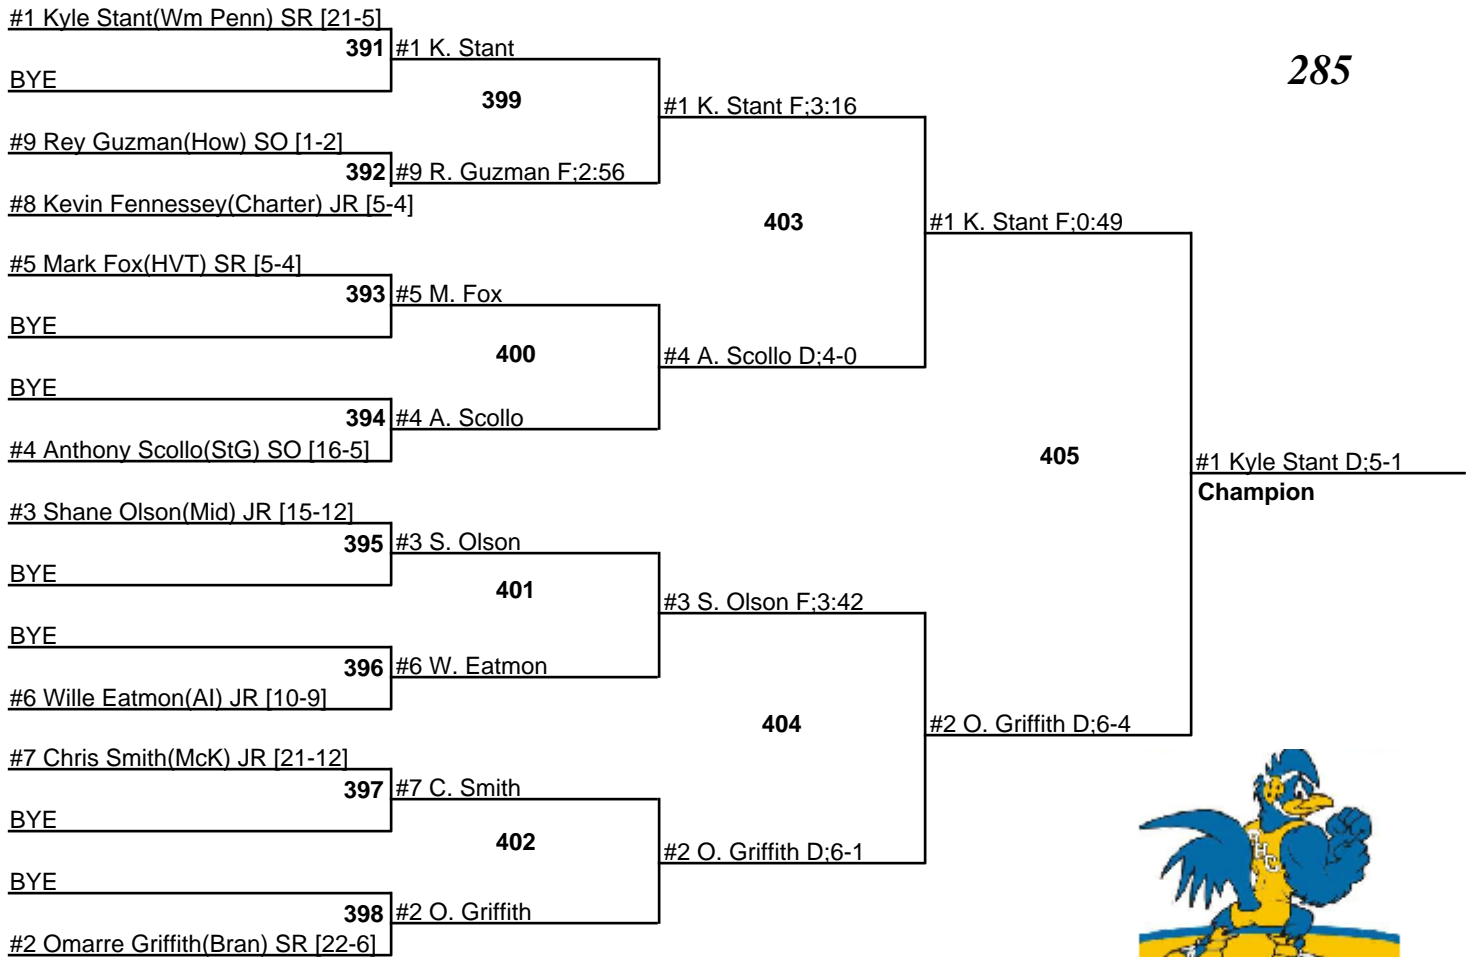 #1 Kyle Stant(Wm Penn) SR [21-5]
391
#1 K. Stant
285
BYE
399
#1 K. Stant F;3:16
#9 Rey Guzman(How) SO [1-2]
392
#9 R. Guzman F;2:56
#8 Kevin Fennessey(Charter) JR [5-4]
403
#1 K. Stant F;0:49
#5 Mark Fox(HVT) SR [5-4]
393
#5 M. Fox
BYE
400
#4 A. Scollo D;4-0
BYE
394
#4 A. Scollo
#4 Anthony Scollo(StG) SO [16-5]
405
#1 Kyle Stant D;5-1
Champion
#3 Shane Olson(Mid) JR [15-12]
395
#3 S. Olson
BYE
401
#3 S. Olson F;3:42
BYE
396
#6 W. Eatmon
#6 Wille Eatmon(AI) JR [10-9]
404
#2 O. Griffith D;6-4
#7 Chris Smith(McK) JR [21-12]
397
#7 C. Smith
BYE
402
#2 O. Griffith D;6-1
BYE
398
#2 O. Griffith
#2 Omarre Griffith(Bran) SR [22-6]